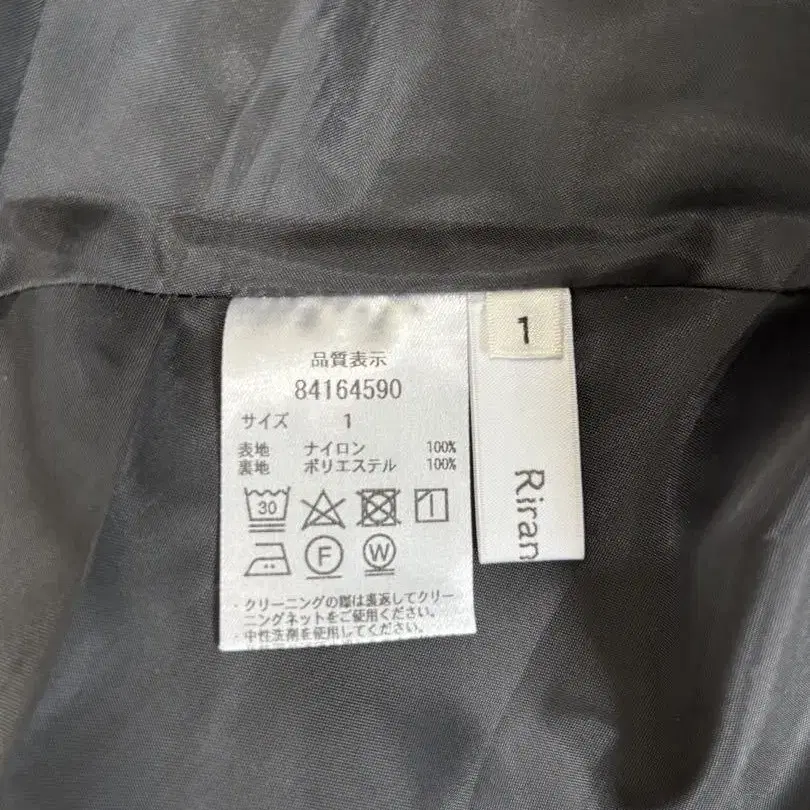 品質表示
84164590
サイズ 1
表地 ナイロン 100%
裏地 ポリエステル 100%
30
F W
・クリーニングの際は裏返してクリー
ニングネットをご使用ください。
・中性洗剤を使用してください。
1
Riran